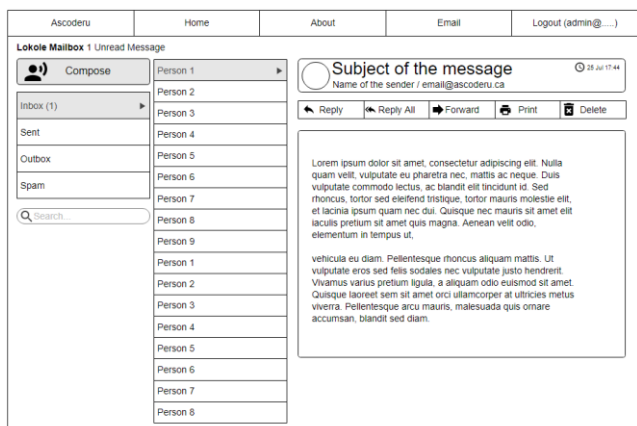 Ascoderu
Home
About
Email
Logout (admin@.....)
Lokole Mailbox 1 Unread Message
Compose
Inbox (1)
Sent
Outbox
Spam
Search...
Person 1
Person 2
Person 3
Person 4
Person 5
Person 6
Person 7
Person 8
Person 9
Person 1
Person 2
Person 3
Person 4
Person 5
Person 6
Person 7
Person 8
Subject of the message
28 Jul 17:44
Name of the sender / email@ascoderu.ca
Reply
Reply All
Forward
Print
Delete
Lorem ipsum dolor sit amet, consectetur adipiscing elit. Nulla
quam velit, vulputate eu pharetra nec, mattis ac neque. Duis
vulputate commodo lectus, ac blandit elit tincidunt id. Sed
rhoncus, tortor sed eleifend tristique, tortor mauris molestie elit,
et lacinia ipsum quam nec dui. Quisque nec mauris sit amet elit
iaculis pretium sit amet quis magna. Aenean velit odio,
elementum in tempus ut,
vehicula eu diam. Pellentesque rhoncus aliquam mattis. Ut
vulputate eros sed felis sodales nec vulputate justo hendrerit.
Vivamus varius pretium ligula, a aliquam odio euismod sit amet.
Quisque laoreet sem sit amet orci ullamcorper at ultricies metus
viverra. Pellentesque arcu mauris, malesuada quis ornare
accumsan, blandit sed diam.